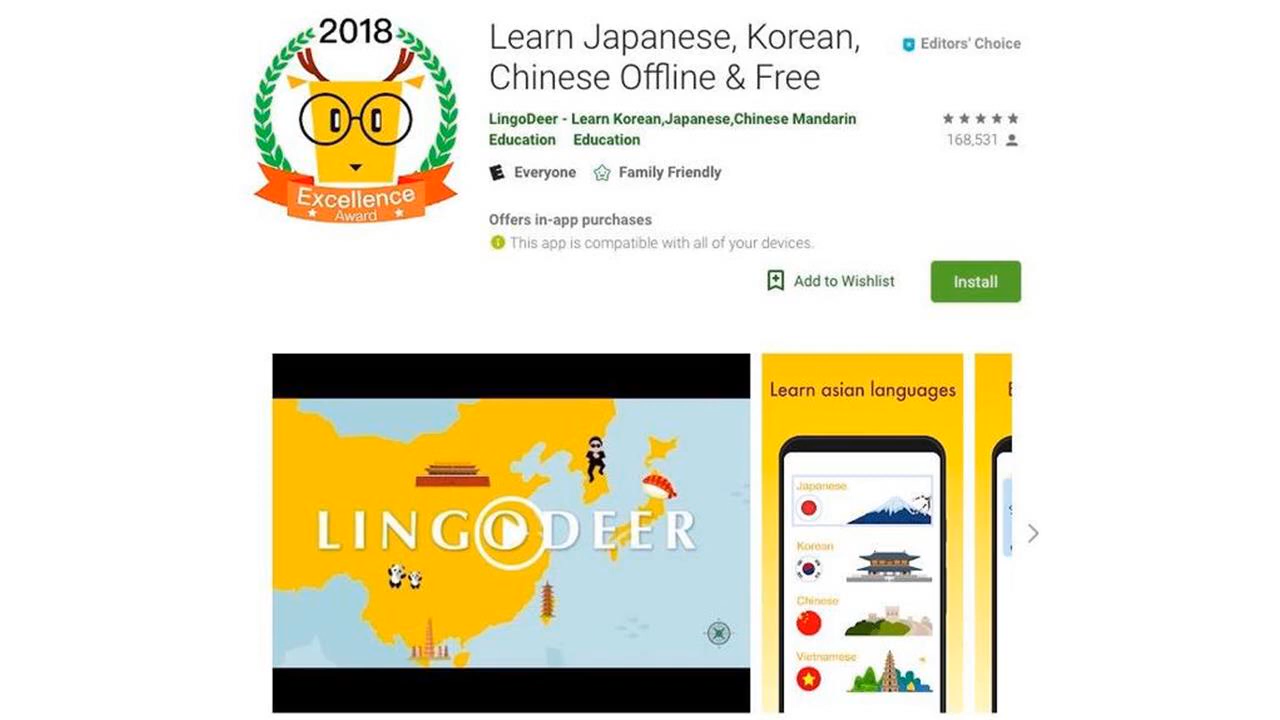 2018
Excellence
Award
Learn Japanese, Korean,
Chinese Offline & Free
Editors' Choice
LingoDeer - Learn Korean,Japanese,Chinese Mandarin
Education Education
168,531
E Everyone Family Friendly
Offers in-app purchases
This app is compatible with all of your devices.
Add to Wishlist
Install
LINGODEER
Learn asian languages
Japanese
Korean
Chinese
Vietnamese